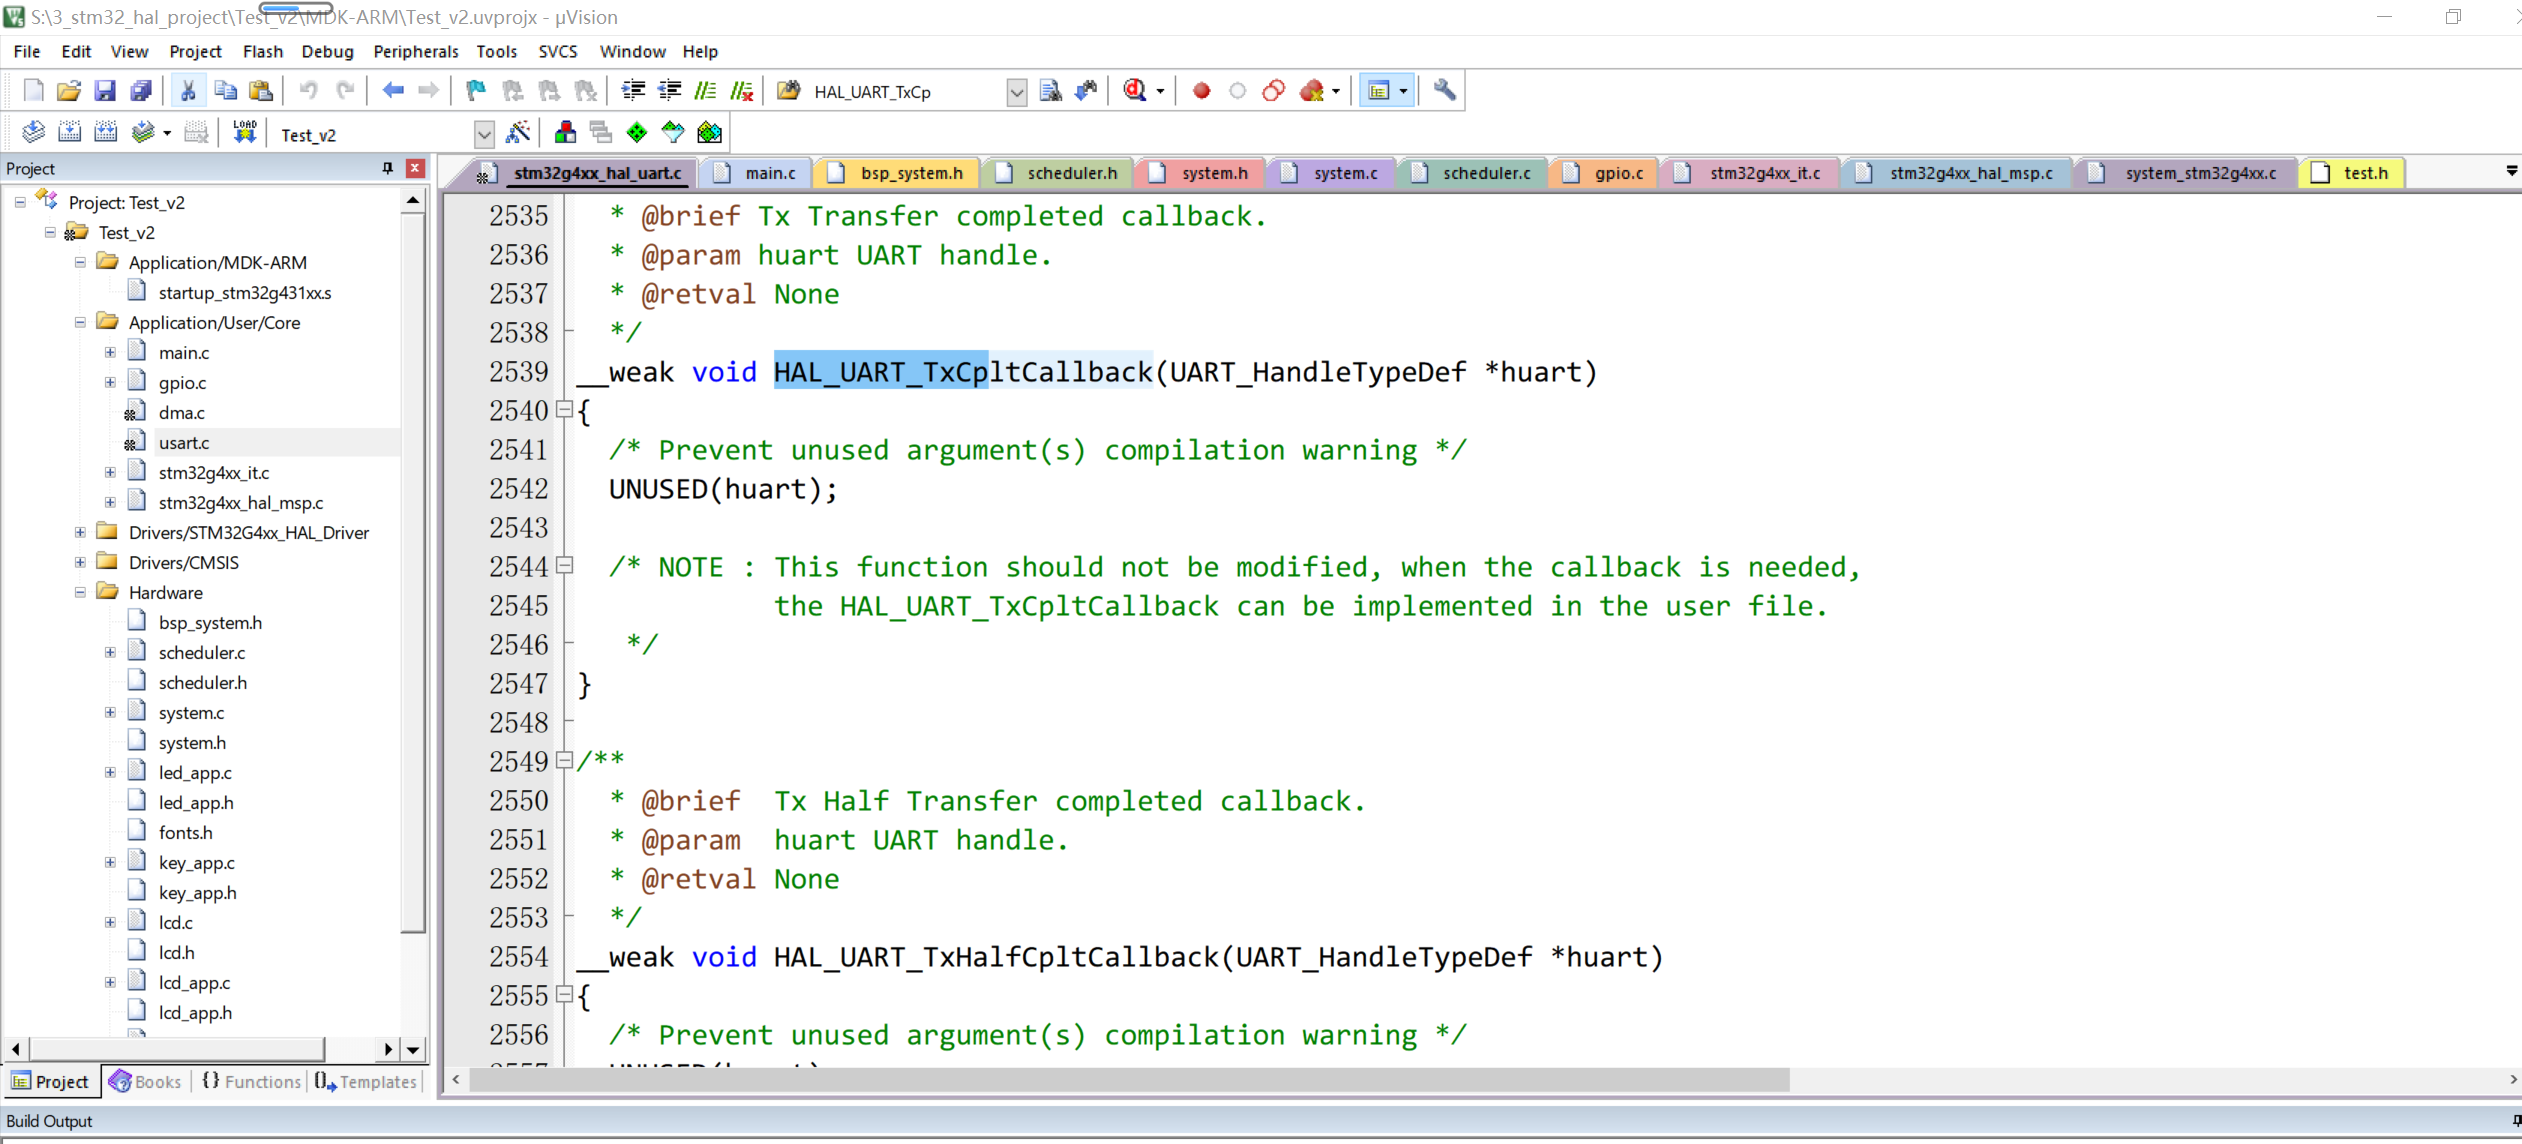 S:\3_stm32_hal_project\Test_v2\MDK-ARM\Test_v2.uvprojx - µVision
File Edit View Project Flash Debug Peripherals Tools SVCS Window Help
HAL_UART_TxCp
LOAD Test_v2
Project
stm32g4xx_hal_uart.c main.c bsp_system.h scheduler.h system.h system.c scheduler.c gpio.c stm32g4xx_it.c stm32g4xx_hal_msp.c system_stm32g4xx.c test.h
Project: Test_v2
Test_v2
Application/MDK-ARM
startup_stm32g431xx.s
Application/User/Core
main.c
gpio.c
dma.c
usart.c
stm32g4xx_it.c
stm32g4xx_hal_msp.c
Drivers/STM32G4xx_HAL_Driver
Drivers/CMSIS
Hardware
bsp_system.h
scheduler.c
scheduler.h
system.c
system.h
led_app.c
led_app.h
fonts.h
key_app.c
key_app.h
lcd.c
lcd.h
lcd_app.c
lcd_app.h
Project Books {} Functions Templates
2535 * @brief Tx Transfer completed callback.
2536 * @param huart UART handle.
2537 * @retval None
2538 */
2539 __weak void HAL_UART_TxCpltCallback(UART_HandleTypeDef *huart)
2540 {
2541 /* Prevent unused argument(s) compilation warning */
2542 UNUSED(huart);
2543
2544 /* NOTE : This function should not be modified, when the callback is needed,
2545 the HAL_UART_TxCpltCallback can be implemented in the user file.
2546 */
2547 }
2548
2549 /**
2550 * @brief  Tx Half Transfer completed callback.
2551 * @param  huart UART handle.
2552 * @retval None
2553 */
2554 __weak void HAL_UART_TxHalfCpltCallback(UART_HandleTypeDef *huart)
2555 {
2556 /* Prevent unused argument(s) compilation warning */
Build Output